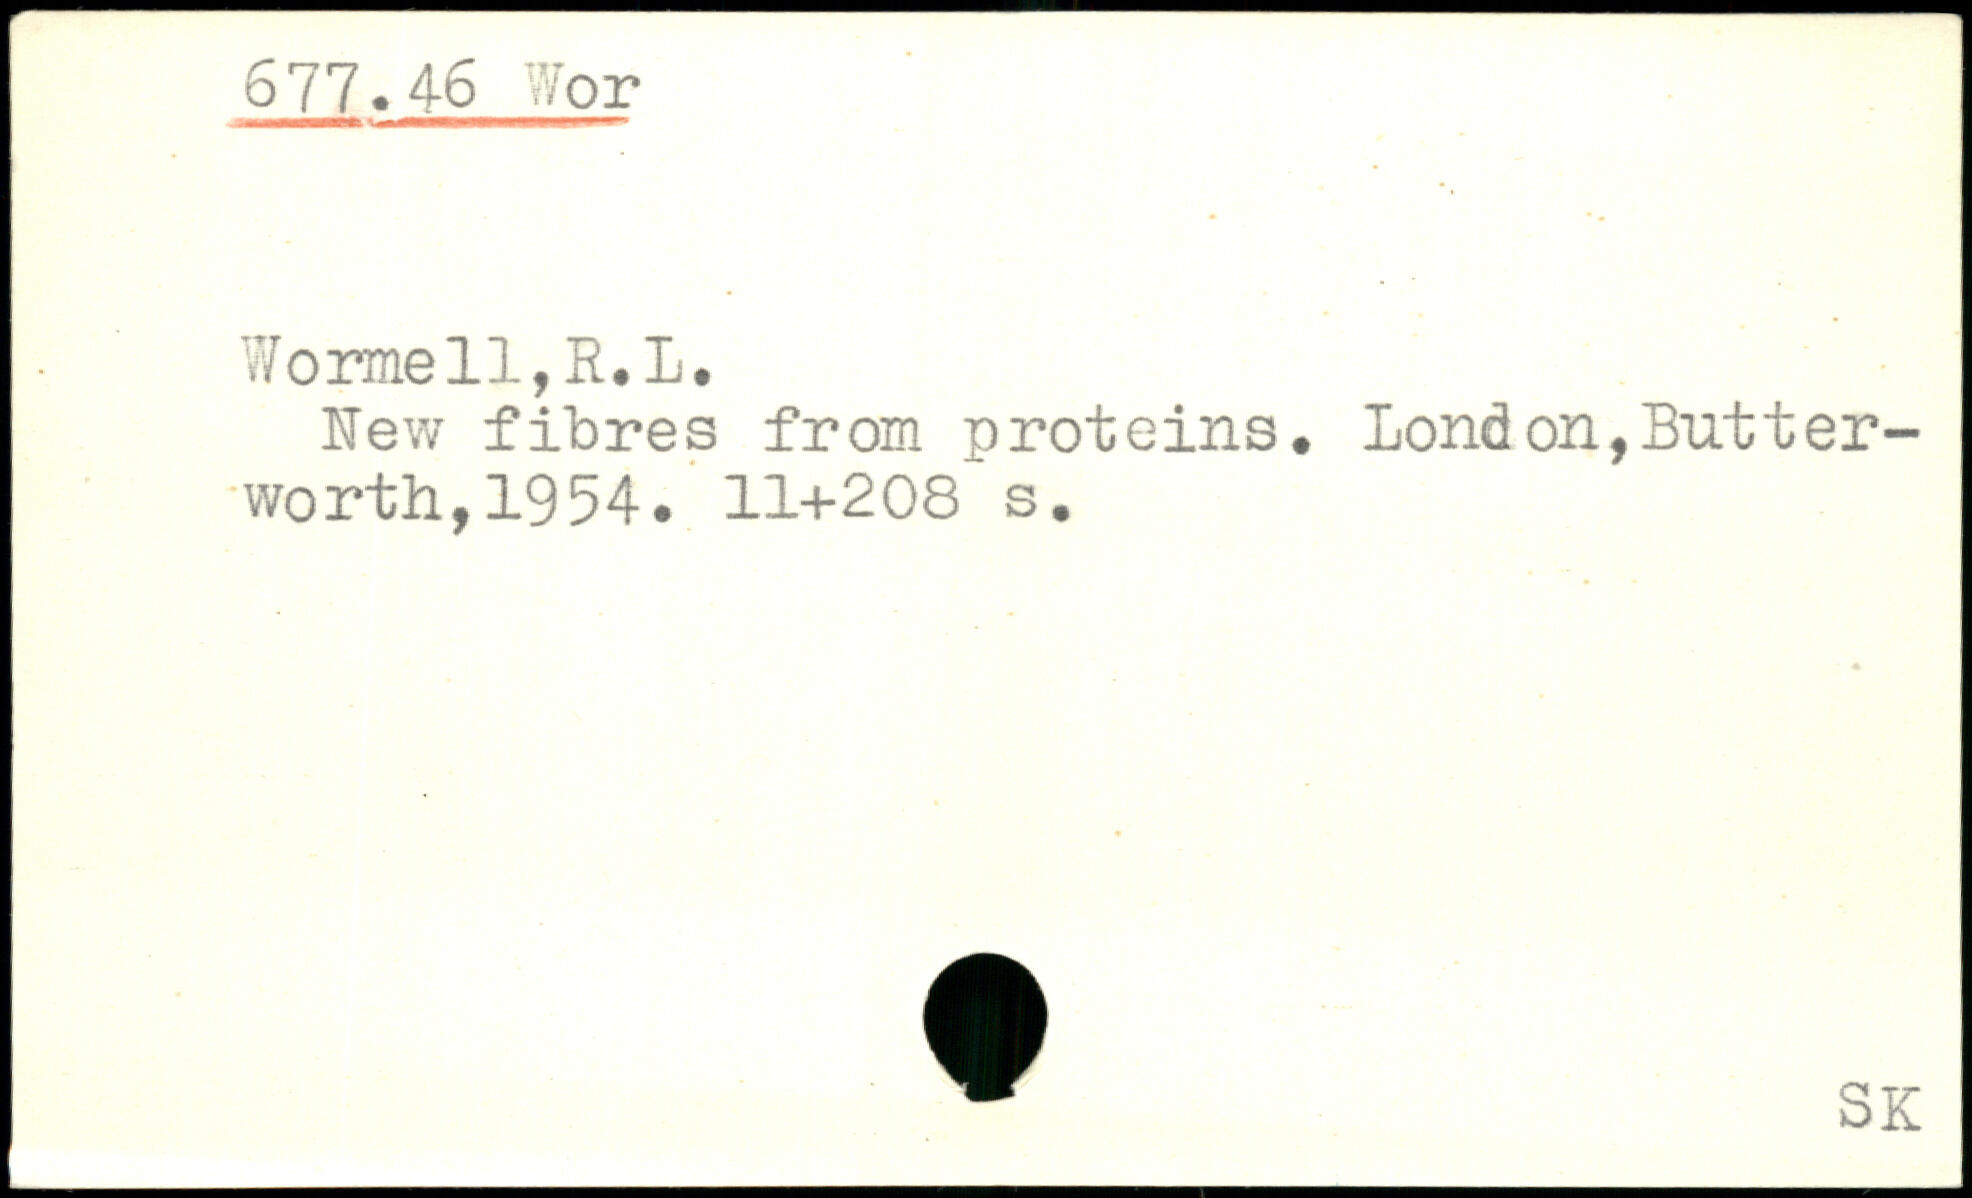 677.46 Wor
Wormell,R.L.
New fibres from proteins. London,Butter-
worth,1954. 11+208 s.
SK